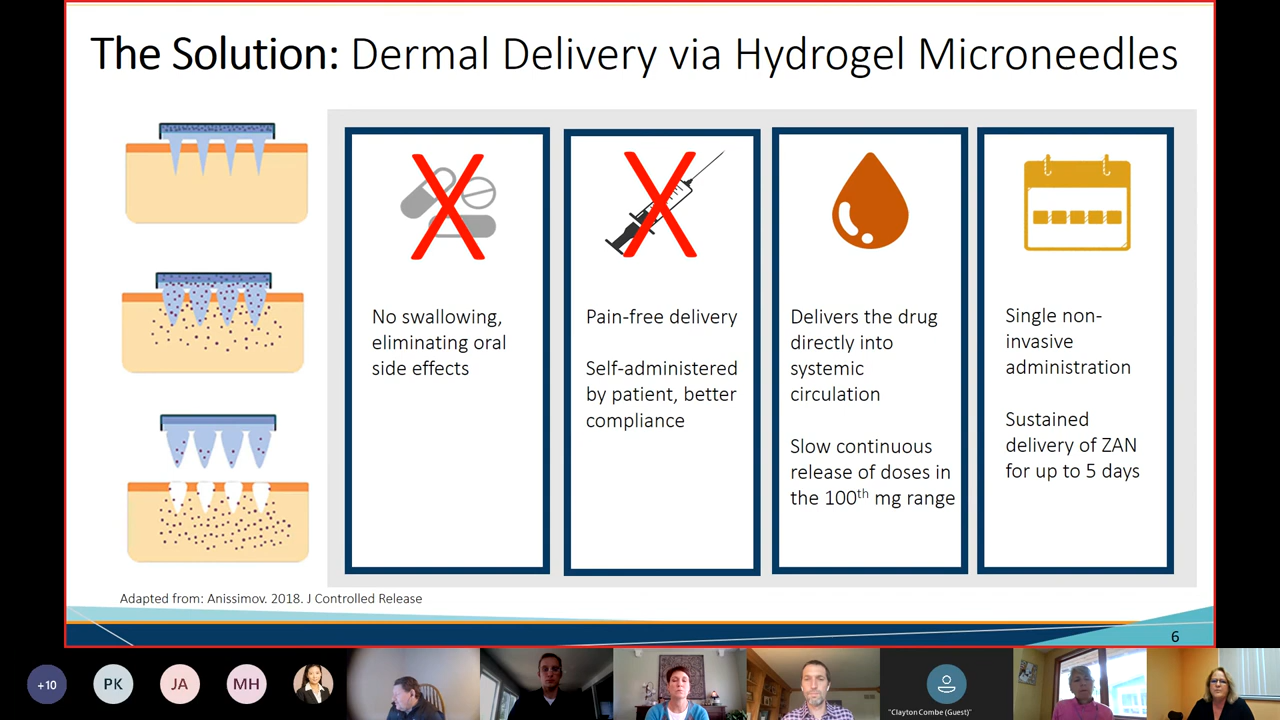 The Solution: Dermal Delivery via Hydrogel Microneedles
No swallowing,
eliminating oral
side effects
Pain-free delivery
Self-administered
by patient, better
compliance
Delivers the drug
directly into
systemic
circulation
Slow continuous
release of doses in
the 100th mg range
Single non-
invasive
administration
Sustained
delivery of ZAN
for up to 5 days
Adapted from: Anissimov. 2018. J Controlled Release
6
+10
PK
JA
MH
"Clayton Combe (Guest)"